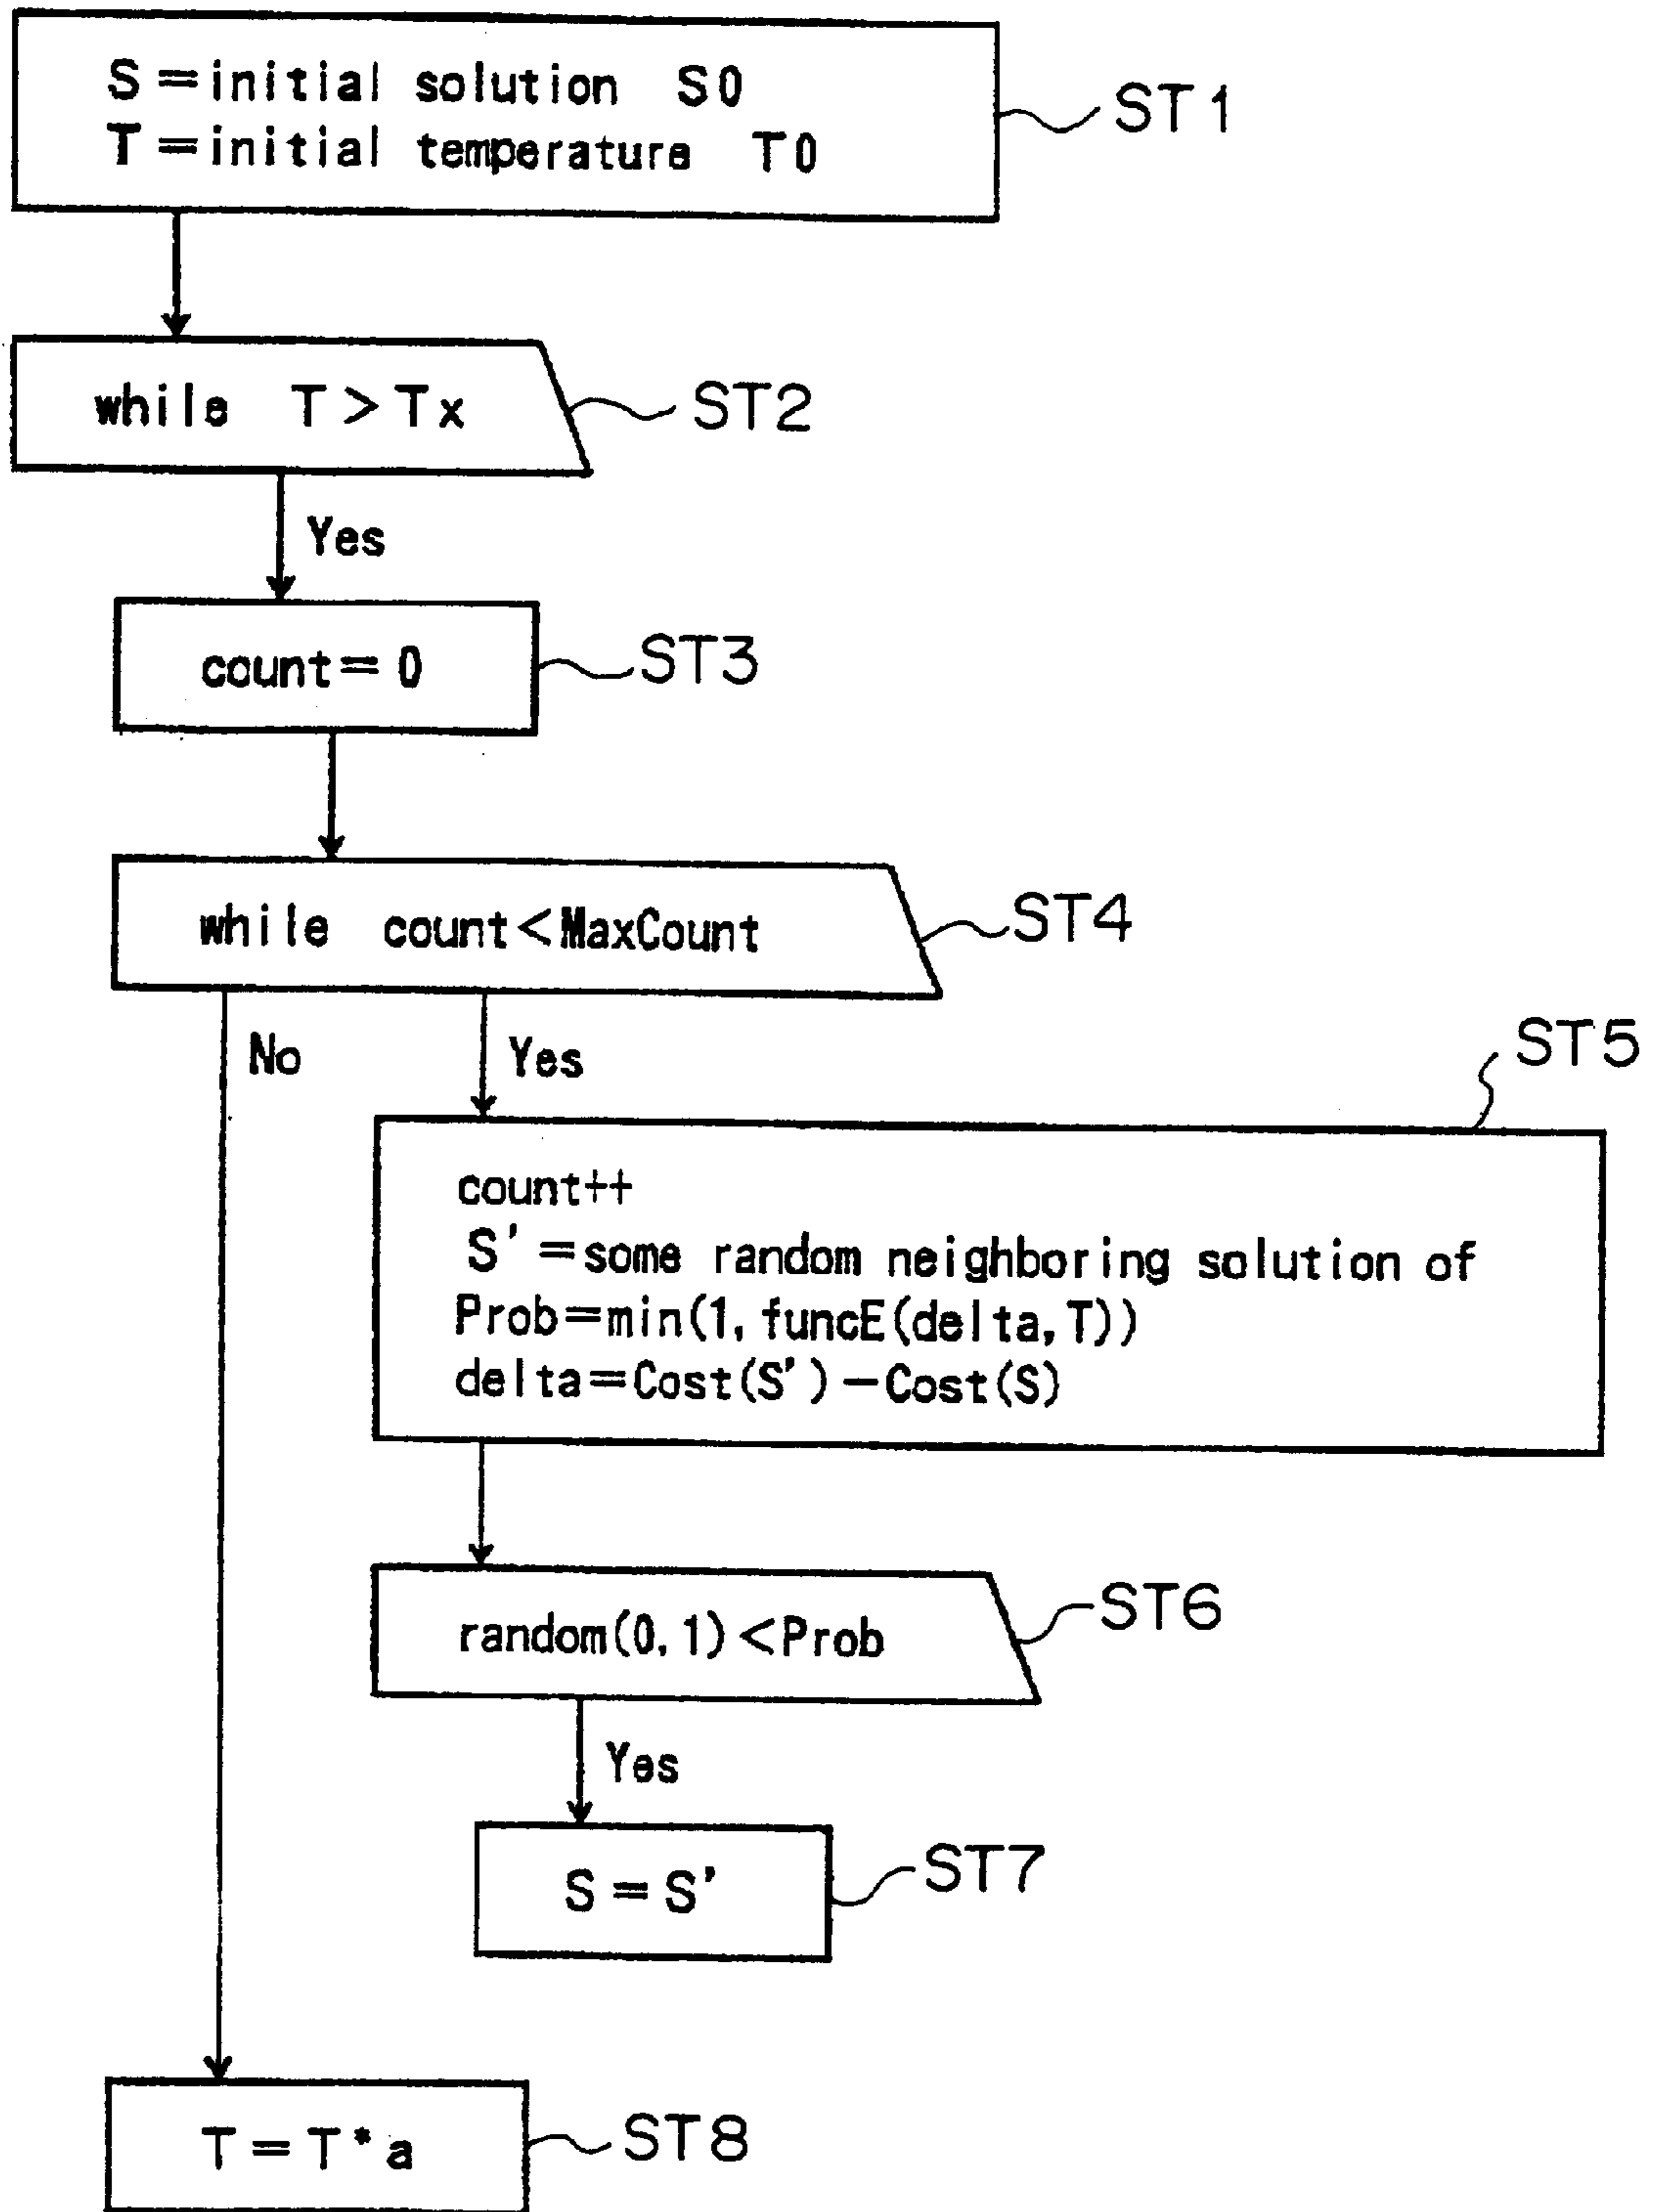 S=initial solution S0
T=initial temperature T0
ST1
while T>Tx
ST2
Yes
count=0
ST3
while count<MaxCount
ST4
No
Yes
ST5
count++
S'=some random neighboring solution of
Prob=min(1,funcE(delta,T))
delta=Cost(S')-Cost(S)
random(0,1)<Prob
ST6
Yes
S=S'
ST7
T=T*a
ST8